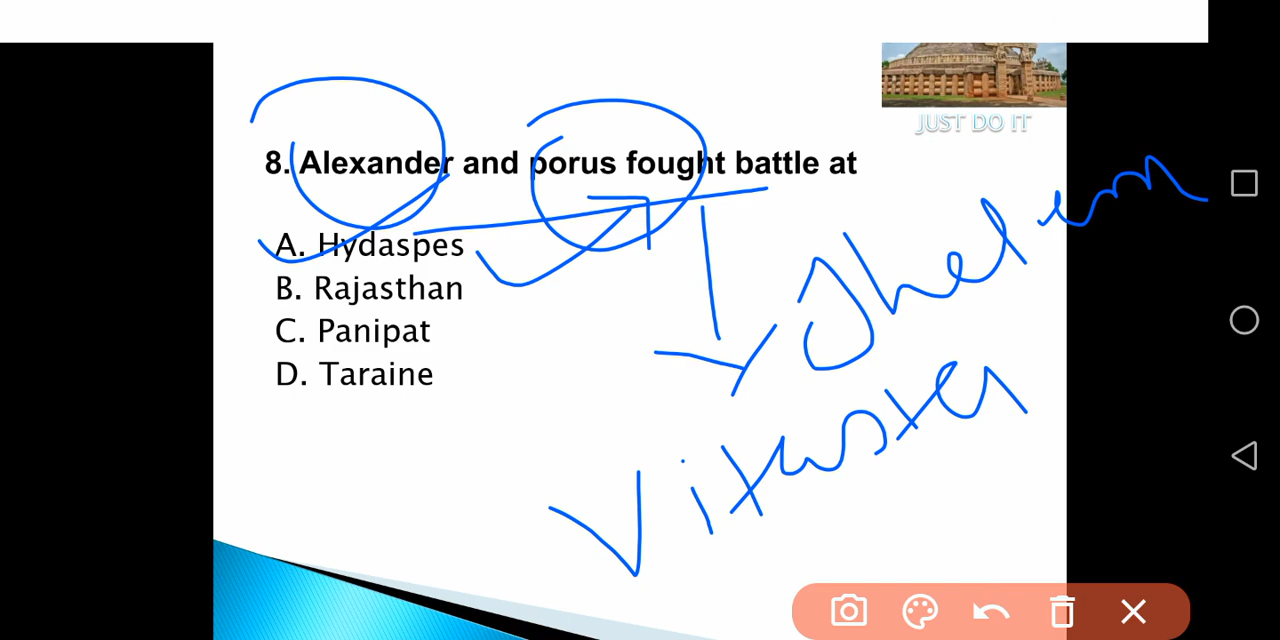 JUST DO IT
8. Alexander and porus fought battle at
A. Hydaspes
B. Rajasthan
C. Panipat
D. Taraine
Jhelum
Vitasta